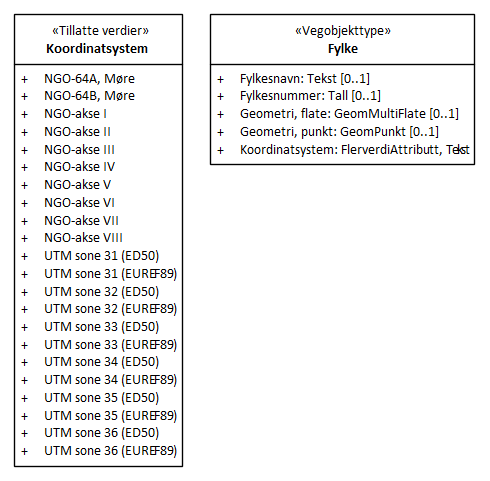 «Tillatte verdier»
Koordinatsystem
+ NGO-64A, Møre
+ NGO-64B, Møre
+ NGO-akse I
+ NGO-akse II
+ NGO-akse III
+ NGO-akse IV
+ NGO-akse V
+ NGO-akse VI
+ NGO-akse VII
+ NGO-akse VIII
+ UTM sone 31 (ED50)
+ UTM sone 31 (EUREF89)
+ UTM sone 32 (ED50)
+ UTM sone 32 (EUREF89)
+ UTM sone 33 (ED50)
+ UTM sone 33 (EUREF89)
+ UTM sone 34 (ED50)
+ UTM sone 34 (EUREF89)
+ UTM sone 35 (ED50)
+ UTM sone 35 (EUREF89)
+ UTM sone 36 (ED50)
+ UTM sone 36 (EUREF89)
«Vegobjekttype»
Fylke
+ Fylkesnavn: Tekst [0..1]
+ Fylkesnummer: Tall [0..1]
+ Geometri, flate: GeomMultiFlate [0..1]
+ Geometri, punkt: GeomPunkt [0..1]
+ Koordinatsystem: FlerverdiAttributt, Tekst